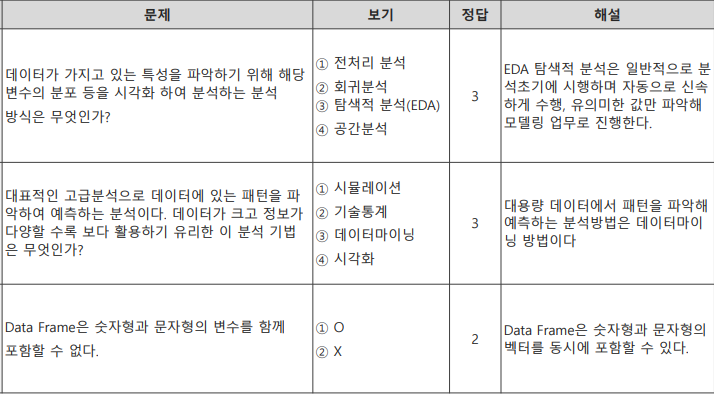 문제
보기
정답
해설
데이터가 가지고 있는 특성을 파악하기 위해 해당
변수의 분포 등을 시각화 하여 분석하는 분석
방식은 무엇인가?
① 전처리 분석
② 회귀분석
③ 탐색적 분석(EDA)
④ 공간분석
3
EDA 탐색적 분석은 일반적으로 분
석초기에 시행하며 자동으로 신속
하게 수행, 유의미한 값만 파악해
모델링 업무로 진행한다.
대표적인 고급분석으로 데이터에 있는 패턴을 파
악하여 예측하는 분석이다. 데이터가 크고 정보가
다양할 수록 보다 활용하기 유리한 이 분석 기법
은 무엇인가?
① 시뮬레이션
② 기술통계
③ 데이터마이닝
④ 시각화
3
대용량 데이터에서 패턴을 파악해
예측하는 분석방법은 데이터마이
닝 방법이다
Data Frame은 숫자형과 문자형의 변수를 함께
포함할 수 없다.
① O
② X
2
Data Frame은 숫자형과 문자형의
벡터를 동시에 포함할 수 있다.